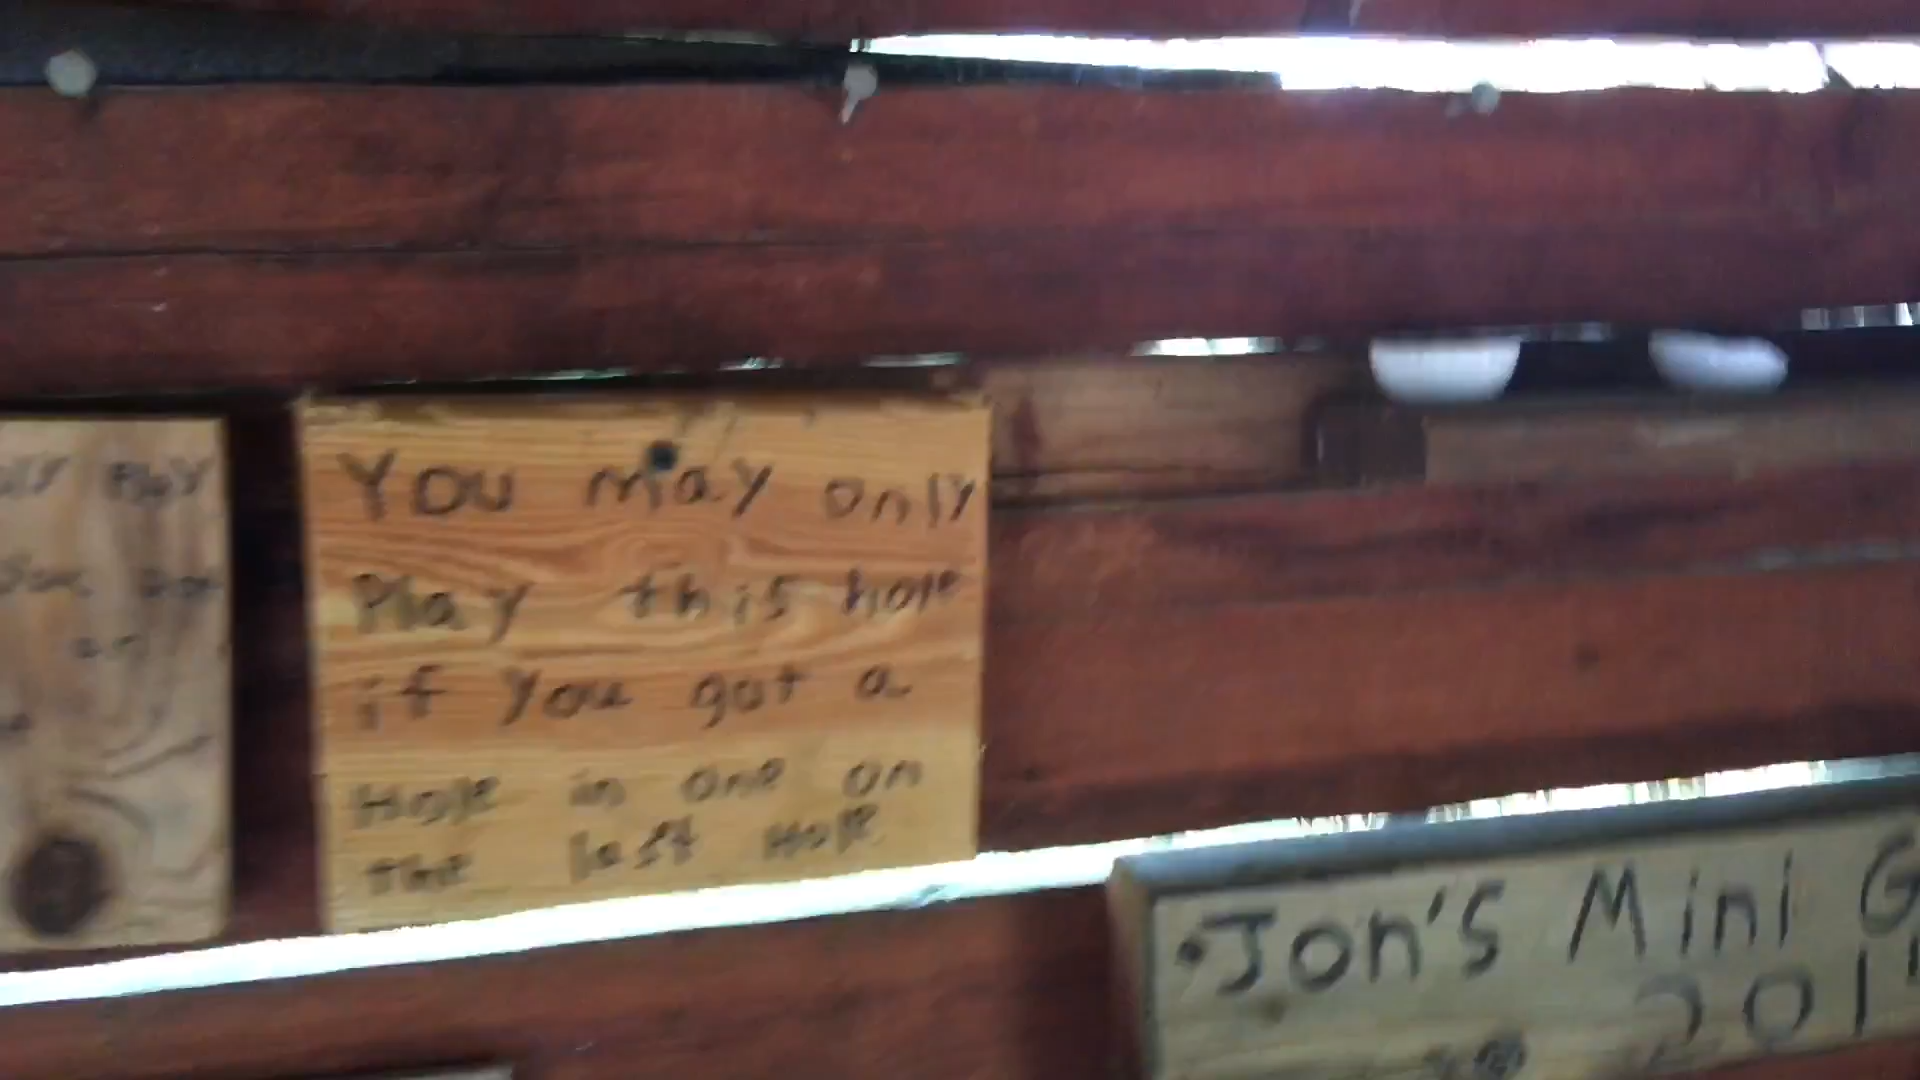 Play
You may only
Play this hole
if you got a
Hole in one on
the last Hole
Jon's Mini G
201